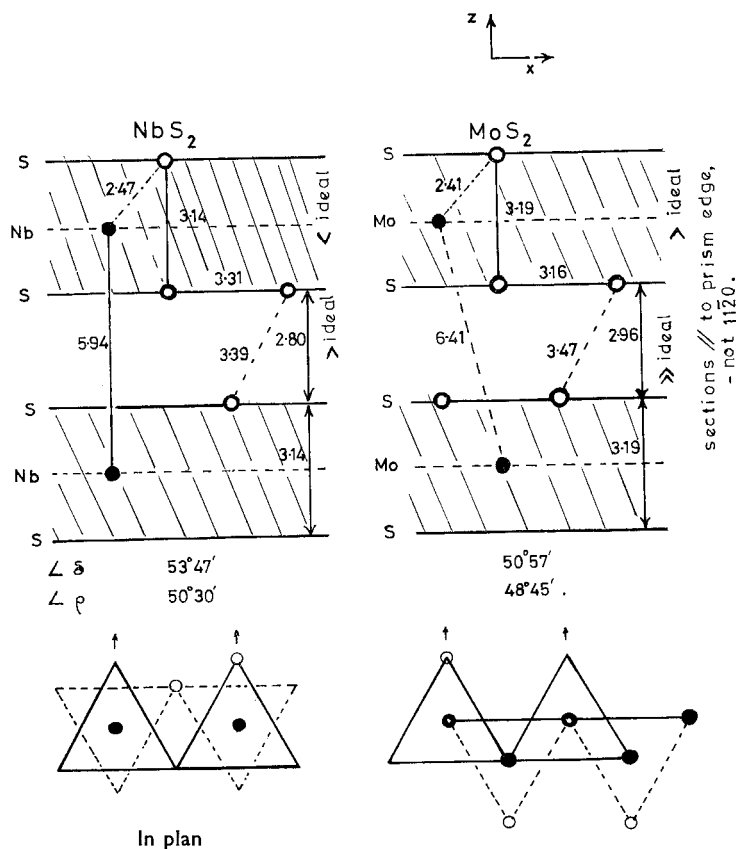 z
x
NbS2
S
2·47
3·14
< ideal
Nb
3·31
S
5·94
3·39
2·80
> ideal
S
3·14
Nb
S
∠ δ 53°47′
∠ ρ 50°30′
MoS2
S
2·41
3·19
> ideal
Mo
3·16
S
6·41
3·47
2·96
≫ ideal
S
3·19
Mo
S
50°57′
48°45′.
sections // to prism edge,
- not 112̄0.
In plan